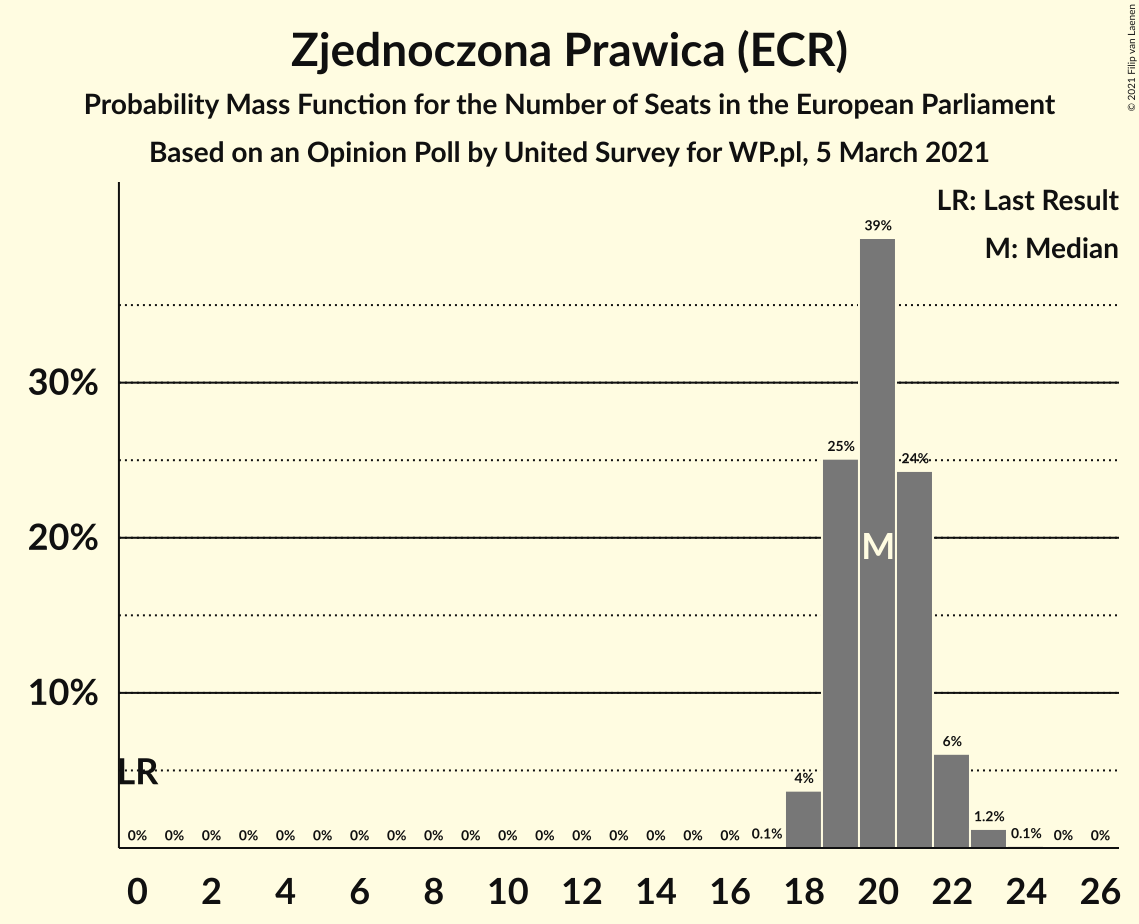 Zjednoczona Prawica (ECR)
Probability Mass Function for the Number of Seats in the European Parliament
Based on an Opinion Poll by United Survey for WP.pl, 5 March 2021
© 2021 Filip van Laenen
LR: Last Result
M: Median
39%
30%
25%
24%
20%
M
10%
6%
LR
4%
1.2%
0% 0% 0% 0% 0% 0% 0% 0% 0% 0% 0% 0% 0% 0% 0% 0% 0% 0.1% 0.1% 0% 0%
0 2 4 6 8 10 12 14 16 18 20 22 24 26